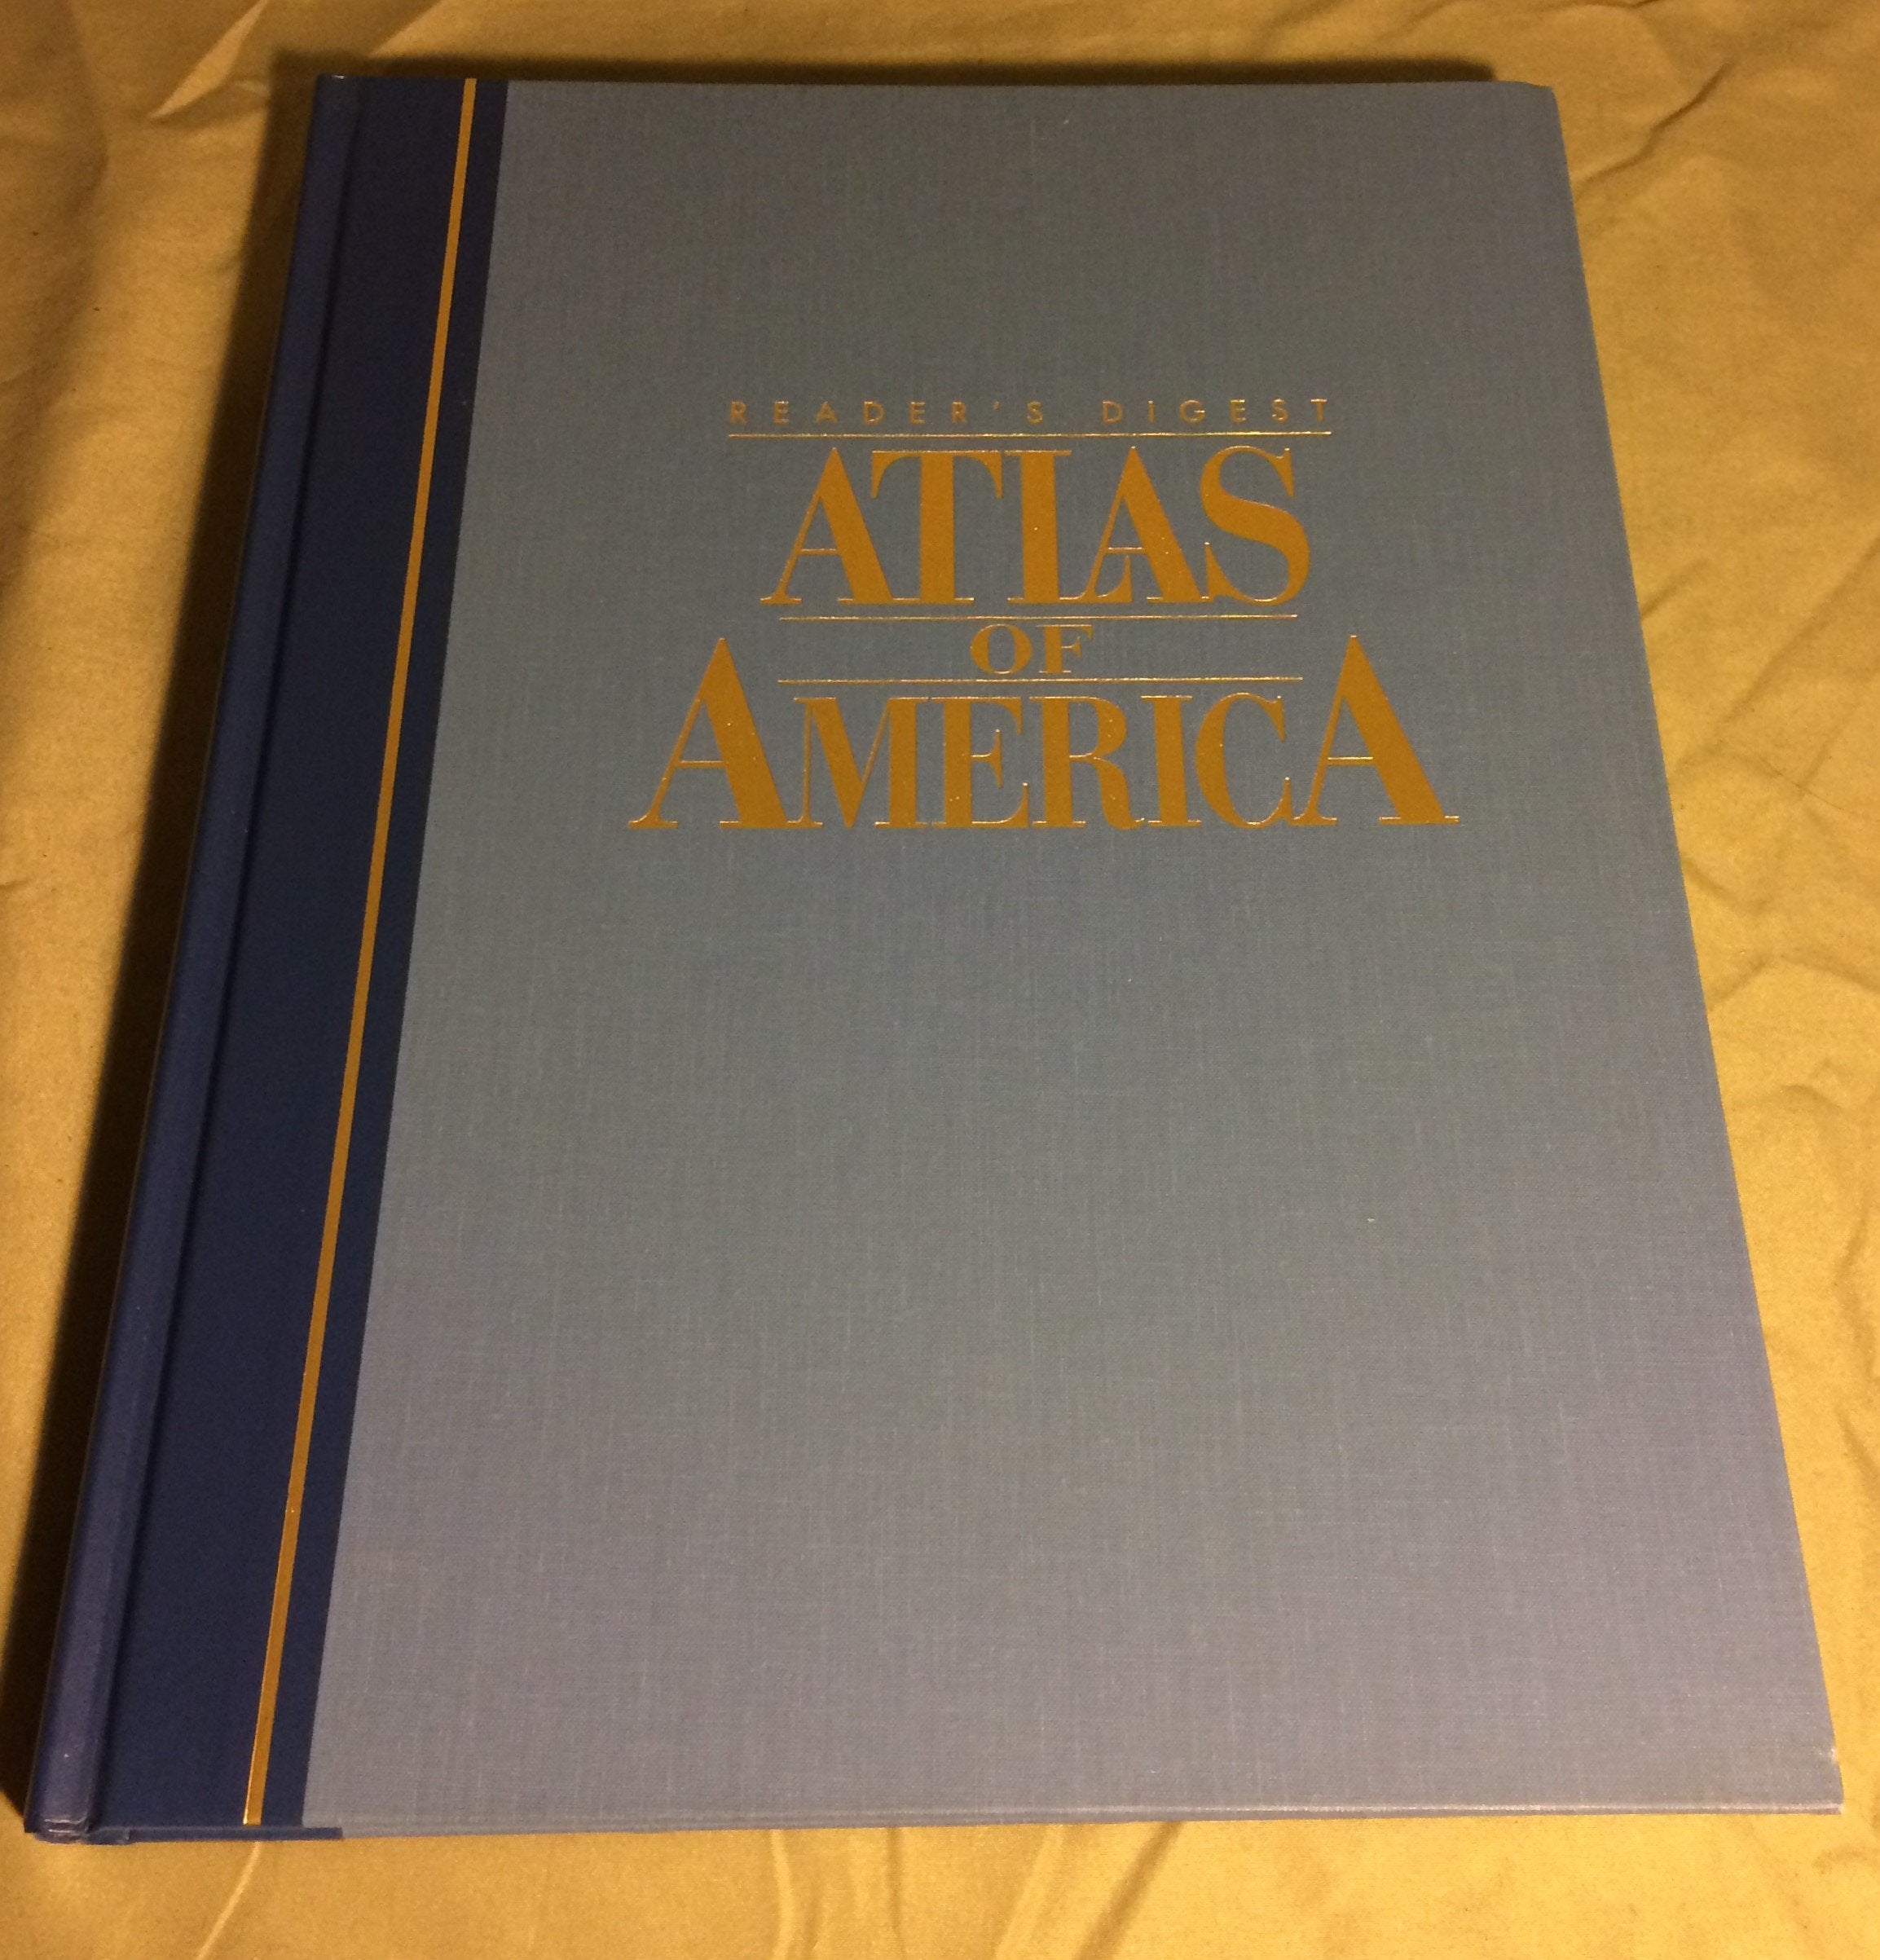 READER'S DIGEST
ATLAS
OF
AMERICA